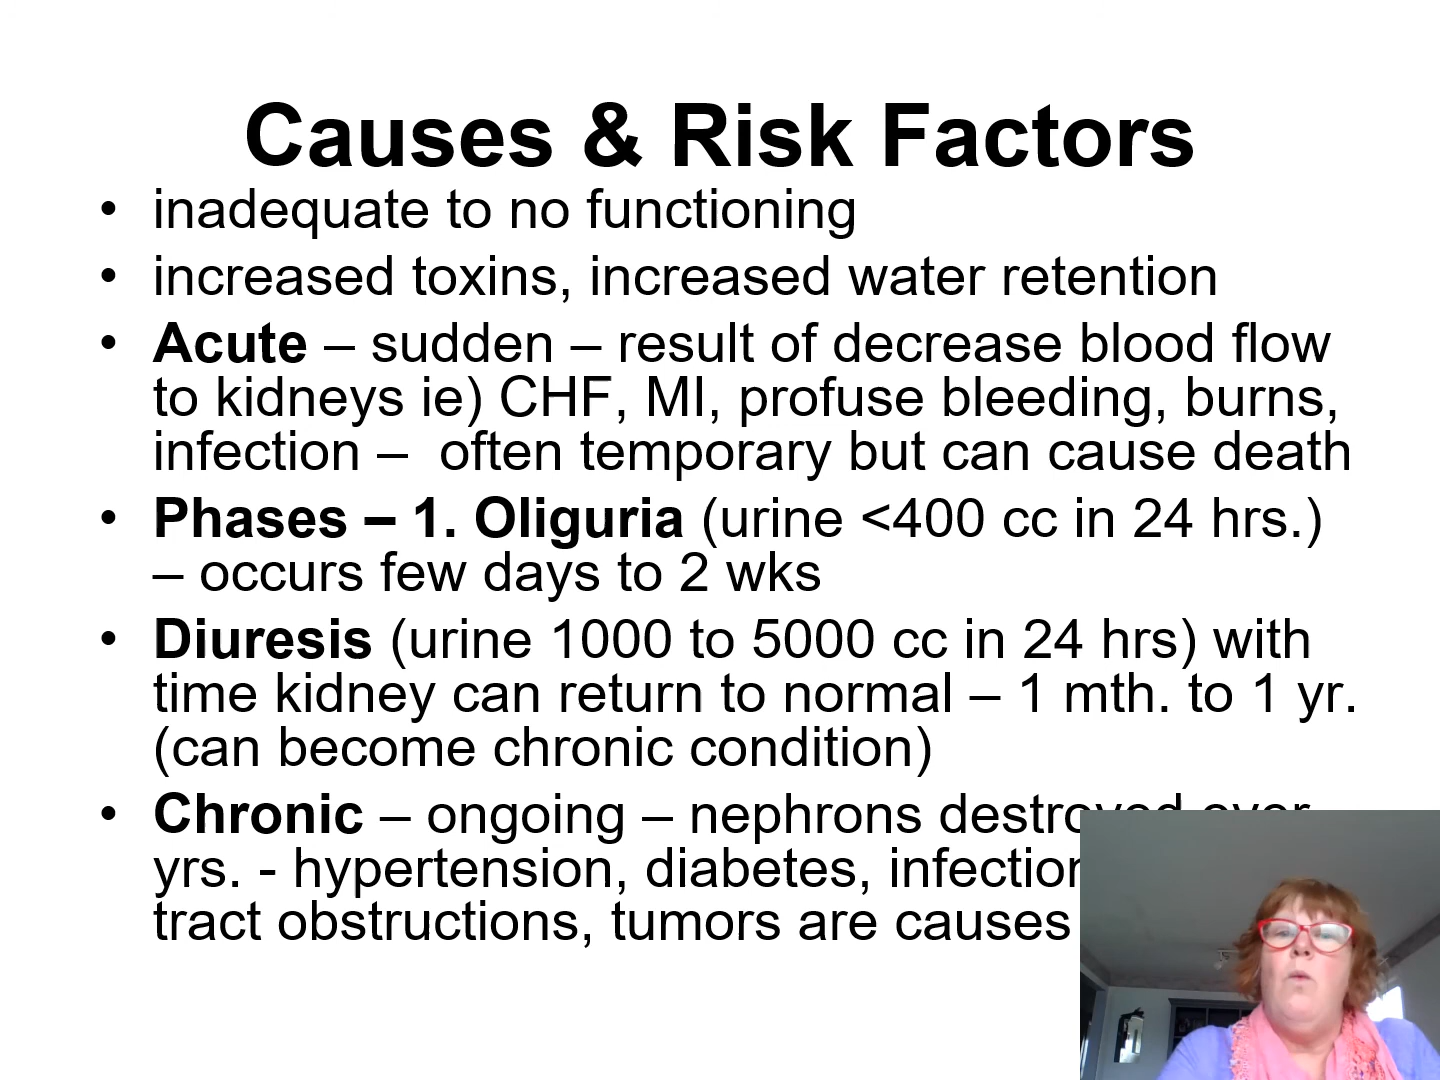 Causes & Risk Factors
• inadequate to no functioning
• increased toxins, increased water retention
• Acute – sudden – result of decrease blood flow
to kidneys ie) CHF, MI, profuse bleeding, burns,
infection –  often temporary but can cause death
• Phases – 1. Oliguria (urine <400 cc in 24 hrs.)
– occurs few days to 2 wks
• Diuresis (urine 1000 to 5000 cc in 24 hrs) with
time kidney can return to normal – 1 mth. to 1 yr.
(can become chronic condition)
• Chronic – ongoing – nephrons destroyed over
yrs. - hypertension, diabetes,
tract obstructions, tumors are causes